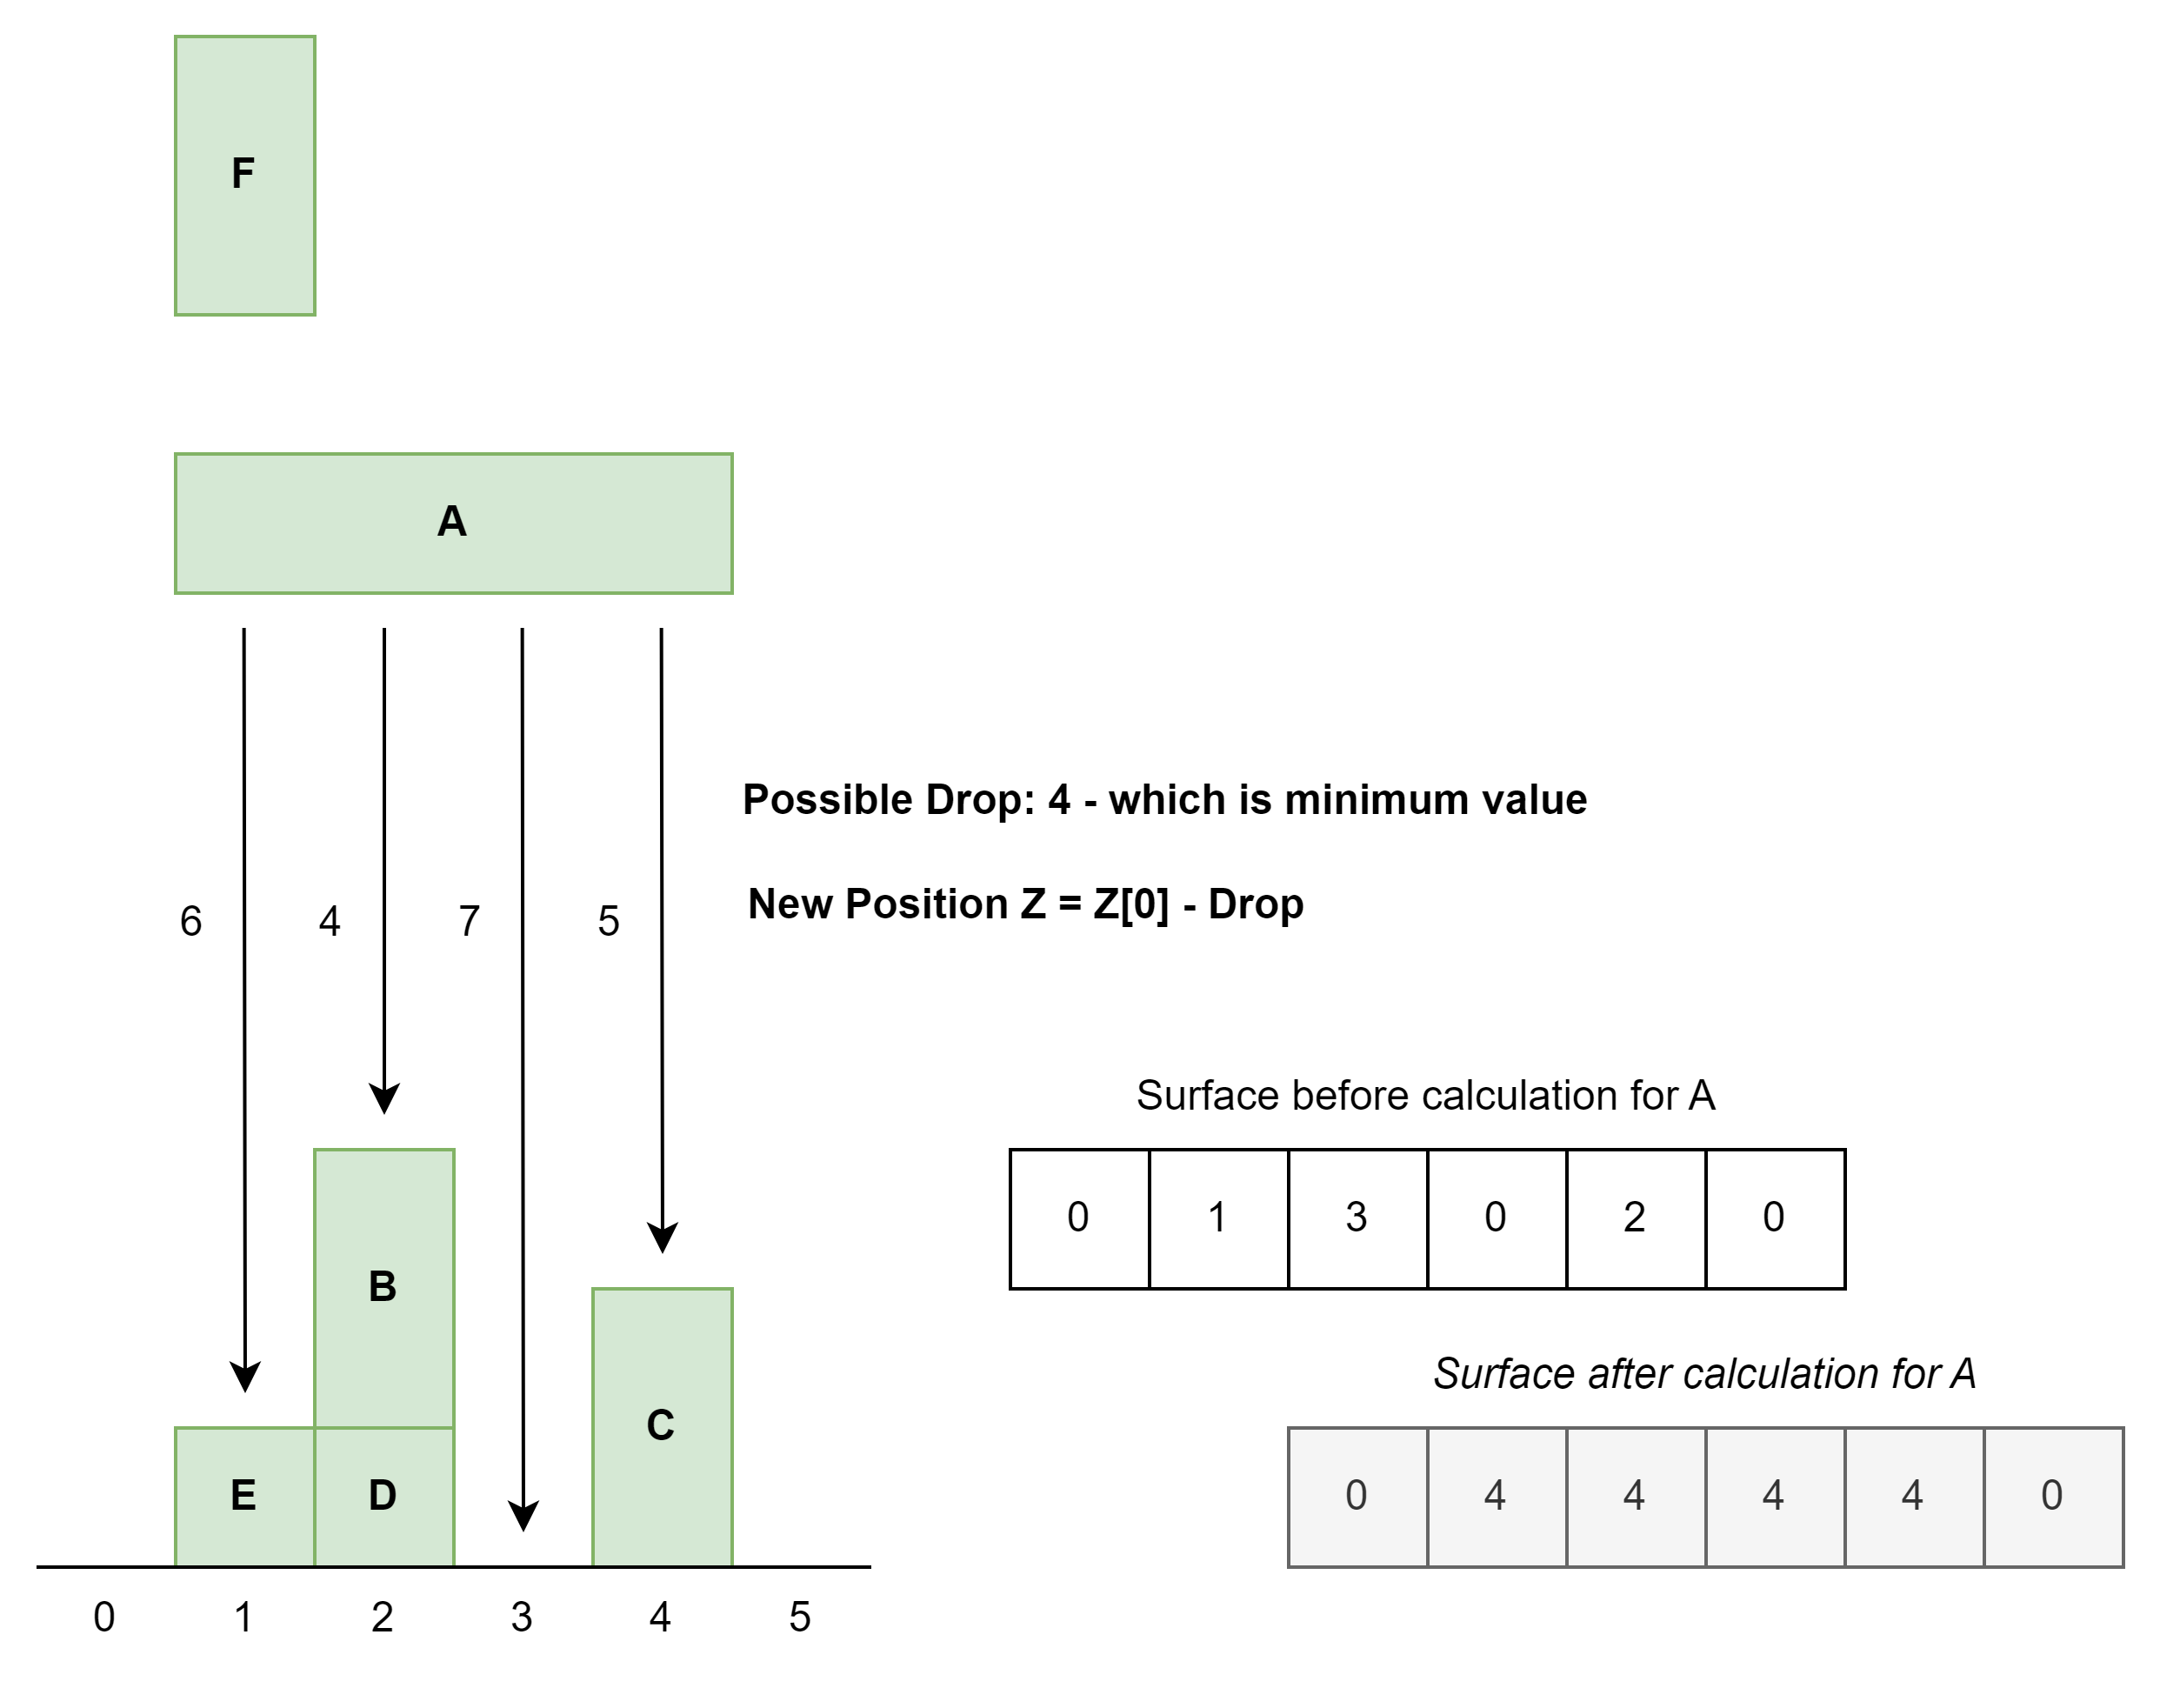 F
A
Possible Drop: 4 - which is minimum value
6 4 7 5
New Position Z = Z[0] - Drop
Surface before calculation for A
0 1 3 0 2 0
B
Surface after calculation for A
C
E D
0 4 4 4 4 0
0 1 2 3 4 5